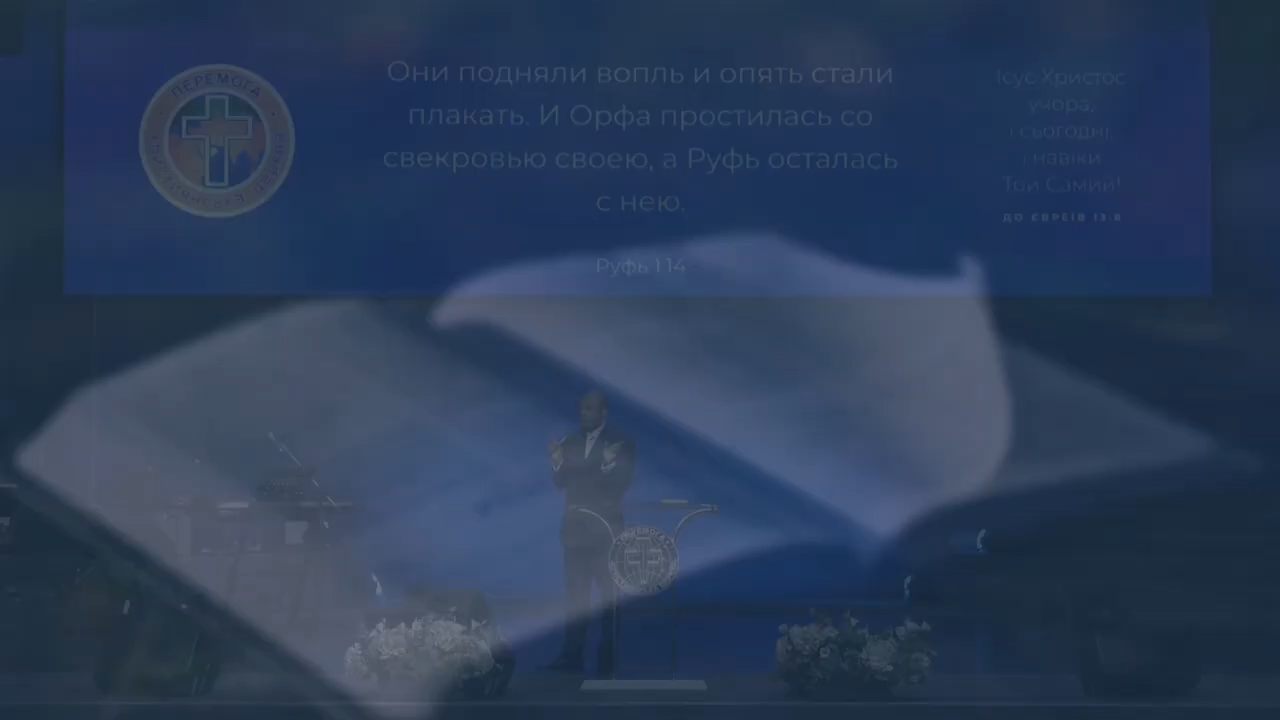 ПЕРЕМОГА
Они подняли вопль и опять стали
плакать. И Орфа простилась со
свекровью своею, а Руфь осталась
с нею.
Руфь 1 14
Ісус Христос
учора,
і сьогодні
і навіки
Той Самий!
ДО ЄВРЕЇВ 13:8